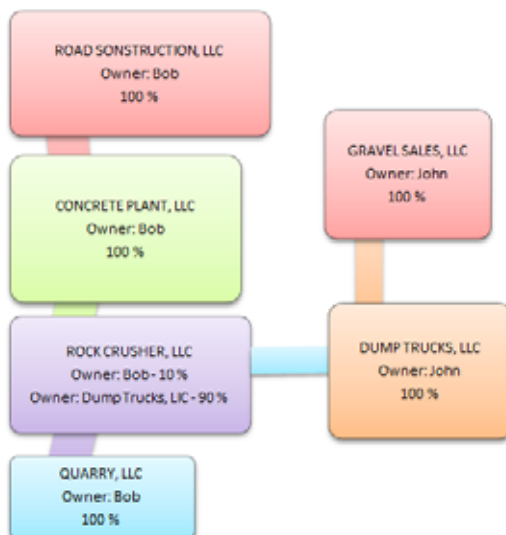 ROAD SONSTRUCTION, LLC
Owner: Bob
100 %
CONCRETE PLANT, LLC
Owner: Bob
100 %
ROCK CRUSHER, LLC
Owner: Bob - 10 %
Owner: Dump Trucks, LIC - 90 %
QUARRY, LLC
Owner: Bob
100 %
GRAVEL SALES, LLC
Owner: John
100 %
DUMP TRUCKS, LLC
Owner: John
100 %